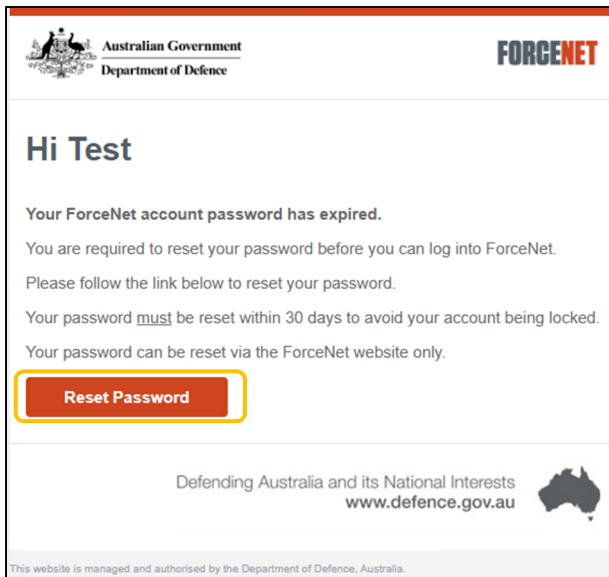 Australian Government
Department of Defence
FORCENET
Hi Test
Your ForceNet account password has expired.
You are required to reset your password before you can log into ForceNet.
Please follow the link below to reset your password.
Your password must be reset within 30 days to avoid your account being locked.
Your password can be reset via the ForceNet website only.
Reset Password
Defending Australia and its National Interests
www.defence.gov.au
This website is managed and authorised by the Department of Defence, Australia.